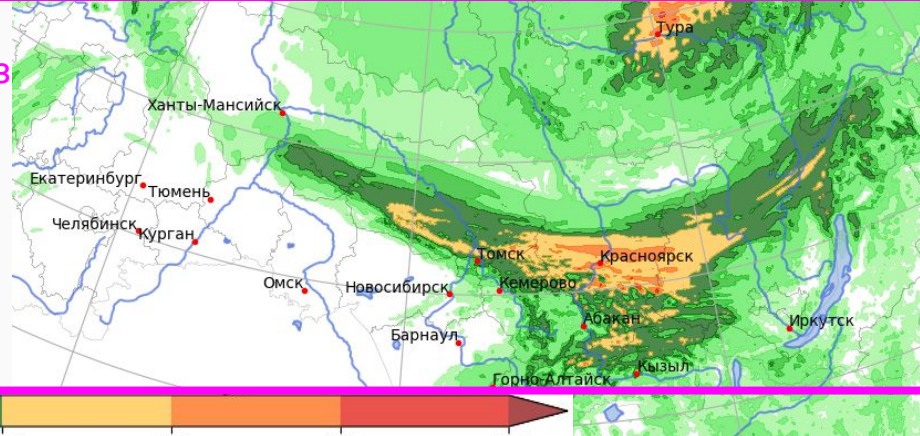 Тура
В
Ханты-Мансийск
Екатеринбург
Тюмень
Челябинск
Курган
Томск
Красноярск
Омск
Новосибирск
Кемерово
Абакан
Иркутск
Барнаул
Кызыл
Горно-Алтайск